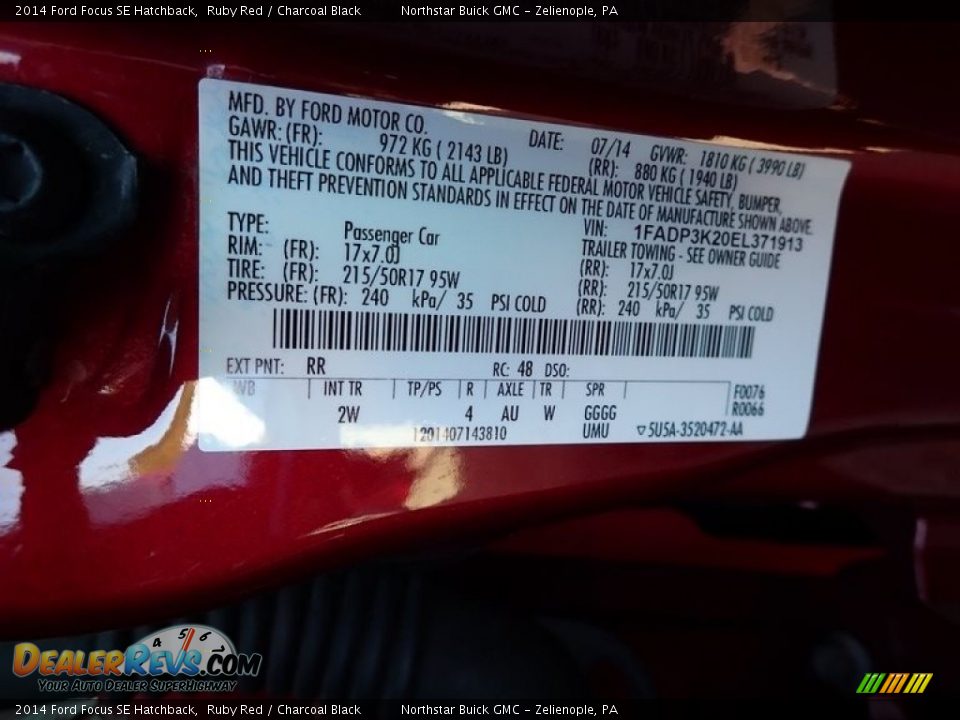 2014 Ford Focus SE Hatchback, Ruby Red / Charcoal Black Northstar Buick GMC - Zelienople, PA
MFD. BY FORD MOTOR CO.
DATE: 07/14 GVWR: 1810 KG ( 3990 LB)
GAWR: (FR): 972 KG ( 2143 LB) (RR): 880 KG ( 1940 LB)
THIS VEHICLE CONFORMS TO ALL APPLICABLE FEDERAL MOTOR VEHICLE SAFETY, BUMPER,
AND THEFT PREVENTION STANDARDS IN EFFECT ON THE DATE OF MANUFACTURE SHOWN ABOVE.
VIN: 1FADP3K20EL371913
TYPE: Passenger Car TRAILER TOWING - SEE OWNER GUIDE
RIM: (FR): 17x7.0J (RR): 17x7.0J
TIRE: (FR): 215/50R17 95W (RR): 215/50R17 95W
PRESSURE: (FR): 240 kPa/ 35 PSI COLD (RR): 240 kPa/ 35 PSI COLD
EXT PNT: RR RC: 48 DSO:
WB INT TR TP/PS R AXLE TR SPR F0076
2W 4 AU W GGGG R0066
1201407143810 UMU ▽5U5A-3520472-AA
4 5 6
DEALERREVS.COM
Your Auto Dealer SuperHighway
2014 Ford Focus SE Hatchback, Ruby Red / Charcoal Black Northstar Buick GMC - Zelienople, PA